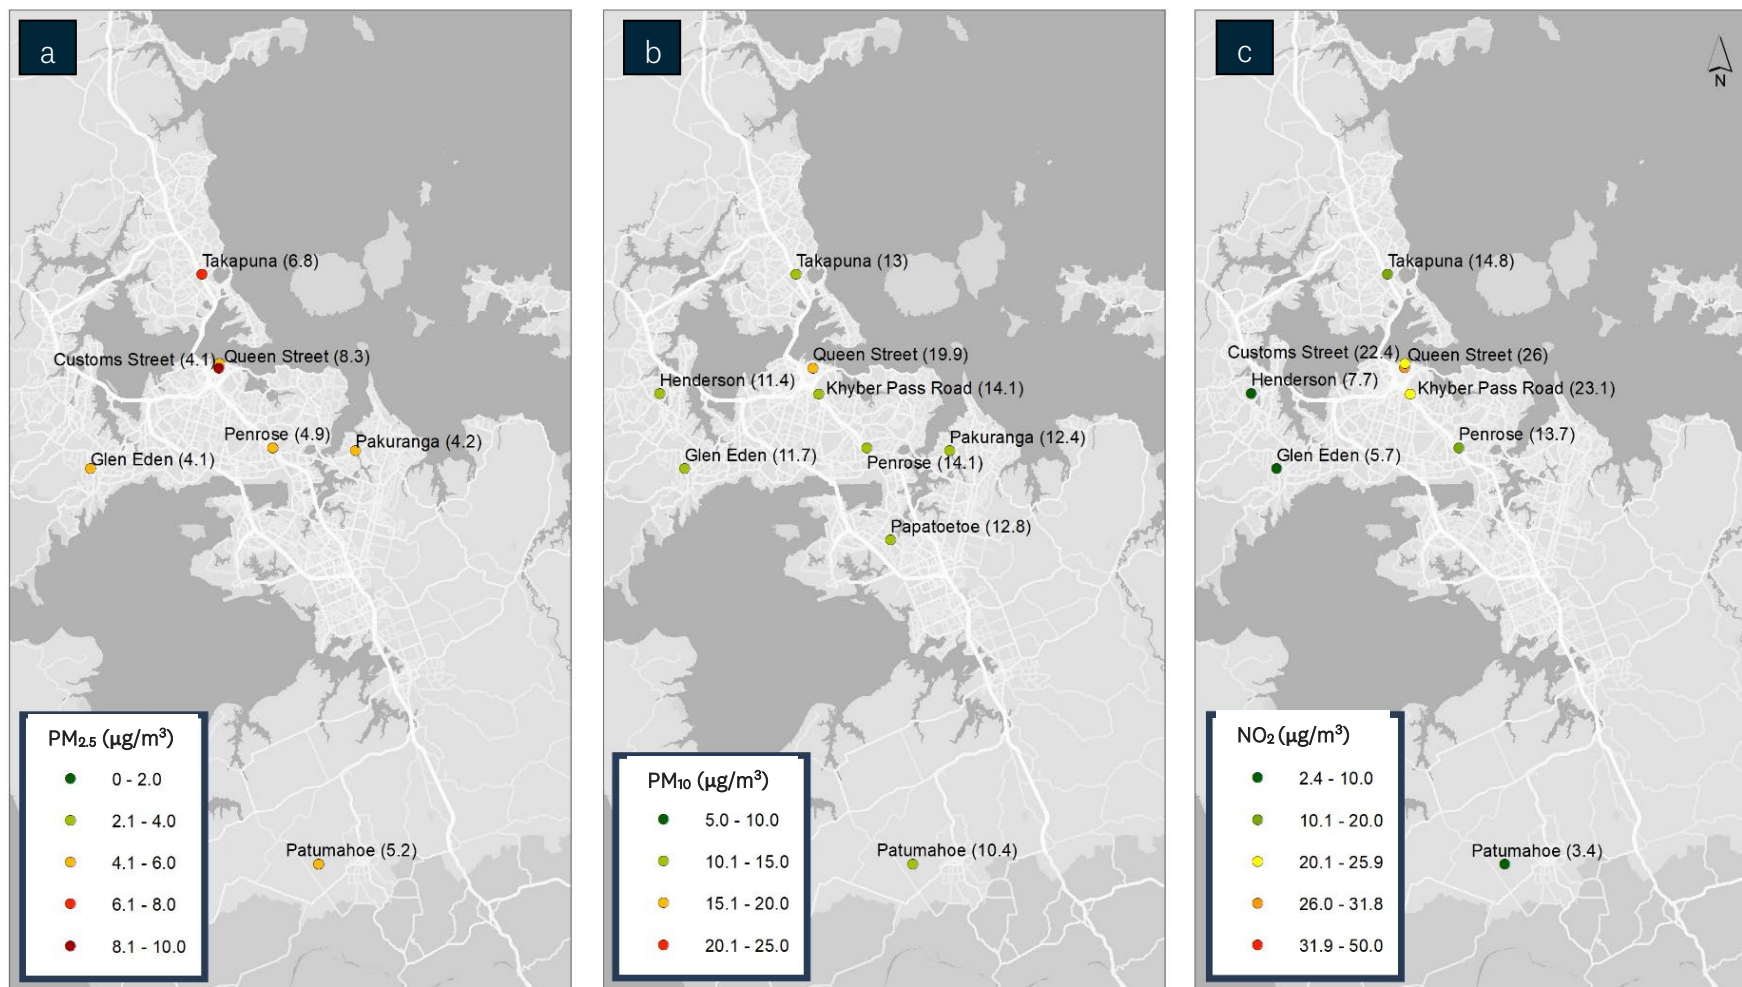 a
Takapuna (6.8)
Customs Street (4.1)
Queen Street (8.3)
Penrose (4.9)
Pakuranga (4.2)
Glen Eden (4.1)
Patumahoe (5.2)
PM₂.₅ (µg/m³)
0 - 2.0
2.1 - 4.0
4.1 - 6.0
6.1 - 8.0
8.1 - 10.0
b
Takapuna (13)
Queen Street (19.9)
Henderson (11.4)
Khyber Pass Road (14.1)
Pakuranga (12.4)
Glen Eden (11.7)
Penrose (14.1)
Papatoetoe (12.8)
Patumahoe (10.4)
PM₁₀ (µg/m³)
5.0 - 10.0
10.1 - 15.0
15.1 - 20.0
20.1 - 25.0
c
N
Takapuna (14.8)
Customs Street (22.4)
Queen Street (26)
Henderson (7.7)
Khyber Pass Road (23.1)
Penrose (13.7)
Glen Eden (5.7)
Patumahoe (3.4)
NO₂ (µg/m³)
2.4 - 10.0
10.1 - 20.0
20.1 - 25.9
26.0 - 31.8
31.9 - 50.0